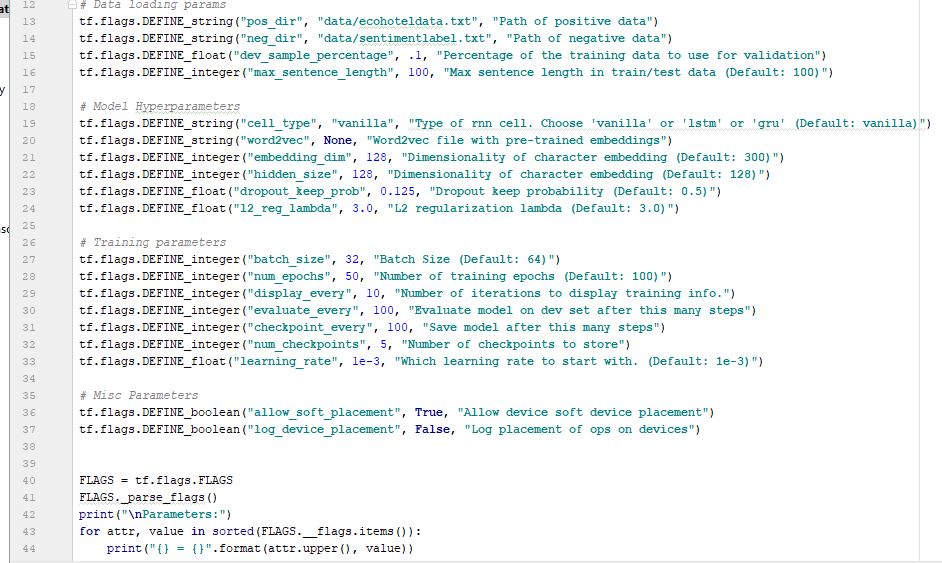 at
12 # Data loading params
13 tf.flags.DEFINE_string("pos_dir", "data/ecohoteldata.txt", "Path of positive data")
14 tf.flags.DEFINE_string("neg_dir", "data/sentimentlabel.txt", "Path of negative data")
15 tf.flags.DEFINE_float("dev_sample_percentage", .1, "Percentage of the training data to use for validation")
16 tf.flags.DEFINE_integer("max_sentence_length", 100, "Max sentence length in train/test data (Default: 100)")
y
17
18 # Model Hyperparameters
19 tf.flags.DEFINE_string("cell_type", "vanilla", "Type of rnn cell. Choose 'vanilla' or 'lstm' or 'gru' (Default: vanilla)")
20 tf.flags.DEFINE_string("word2vec", None, "Word2vec file with pre-trained embeddings")
21 tf.flags.DEFINE_integer("embedding_dim", 128, "Dimensionality of character embedding (Default: 300)")
22 tf.flags.DEFINE_integer("hidden_size", 128, "Dimensionality of character embedding (Default: 128)")
23 tf.flags.DEFINE_float("dropout_keep_prob", 0.125, "Dropout keep probability (Default: 0.5)")
24 tf.flags.DEFINE_float("l2_reg_lambda", 3.0, "L2 regularization lambda (Default: 3.0)")
25
26 # Training parameters
27 tf.flags.DEFINE_integer("batch_size", 32, "Batch Size (Default: 64)")
28 tf.flags.DEFINE_integer("num_epochs", 50, "Number of training epochs (Default: 100)")
29 tf.flags.DEFINE_integer("display_every", 10, "Number of iterations to display training info.")
30 tf.flags.DEFINE_integer("evaluate_every", 100, "Evaluate model on dev set after this many steps")
31 tf.flags.DEFINE_integer("checkpoint_every", 100, "Save model after this many steps")
32 tf.flags.DEFINE_integer("num_checkpoints", 5, "Number of checkpoints to store")
33 tf.flags.DEFINE_float("learning_rate", 1e-3, "Which learning rate to start with. (Default: 1e-3)")
34
35 # Misc Parameters
36 tf.flags.DEFINE_boolean("allow_soft_placement", True, "Allow device soft device placement")
37 tf.flags.DEFINE_boolean("log_device_placement", False, "Log placement of ops on devices")
38
39
40 FLAGS = tf.flags.FLAGS
41 FLAGS._parse_flags()
42 print("\nParameters:")
43 for attr, value in sorted(FLAGS.__flags.items()):
44 print("{} = {}".format(attr.upper(), value))